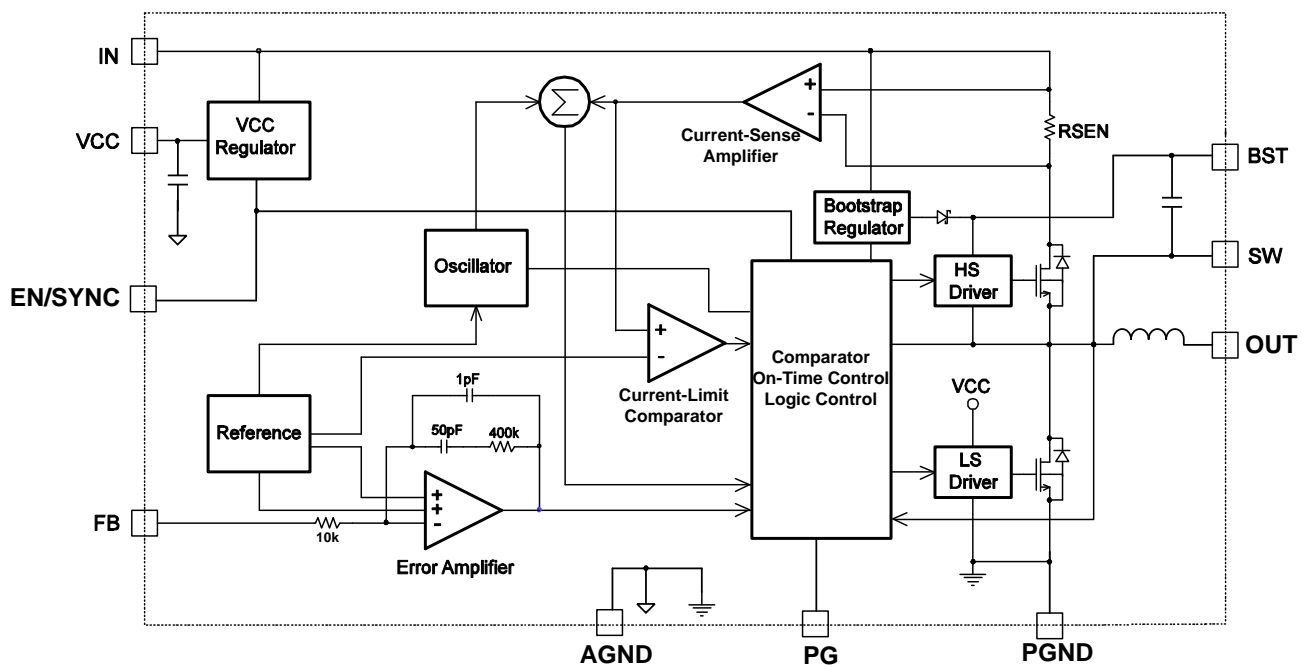 IN
VCC
EN/SYNC
FB
VCC
Regulator
Σ
+
-
Current-Sense
Amplifier
RSEN
BST
Bootstrap
Regulator
SW
Oscillator
HS
Driver
OUT
+
-
Current-Limit
Comparator
Comparator
On-Time Control
Logic Control
VCC
1pF
50pF
400k
Reference
LS
Driver
+
+
-
10k
Error Amplifier
AGND
PG
PGND